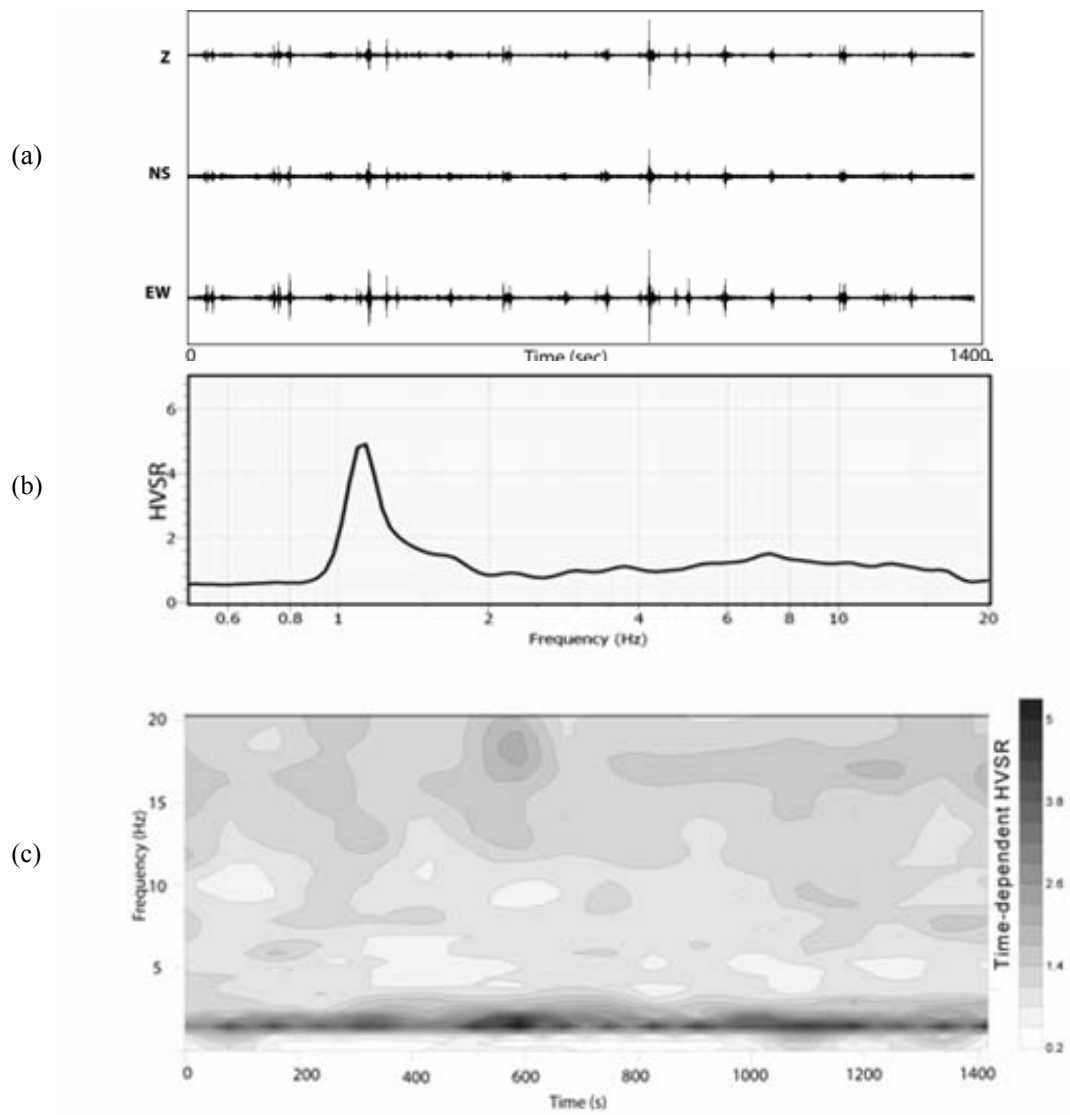 (a)
Z
NS
EW
0 Time (sec) 1400
(b)
HVSR
6
4
2
0
0.6 0.8 1 2 4 6 8 10 20
Frequency (Hz)
(c)
Frequency (Hz)
20
15
10
5
0 200 400 600 800 1000 1200 1400
Time (s)
Time-dependent HVSR
5
3.8
2.6
1.4
0.2